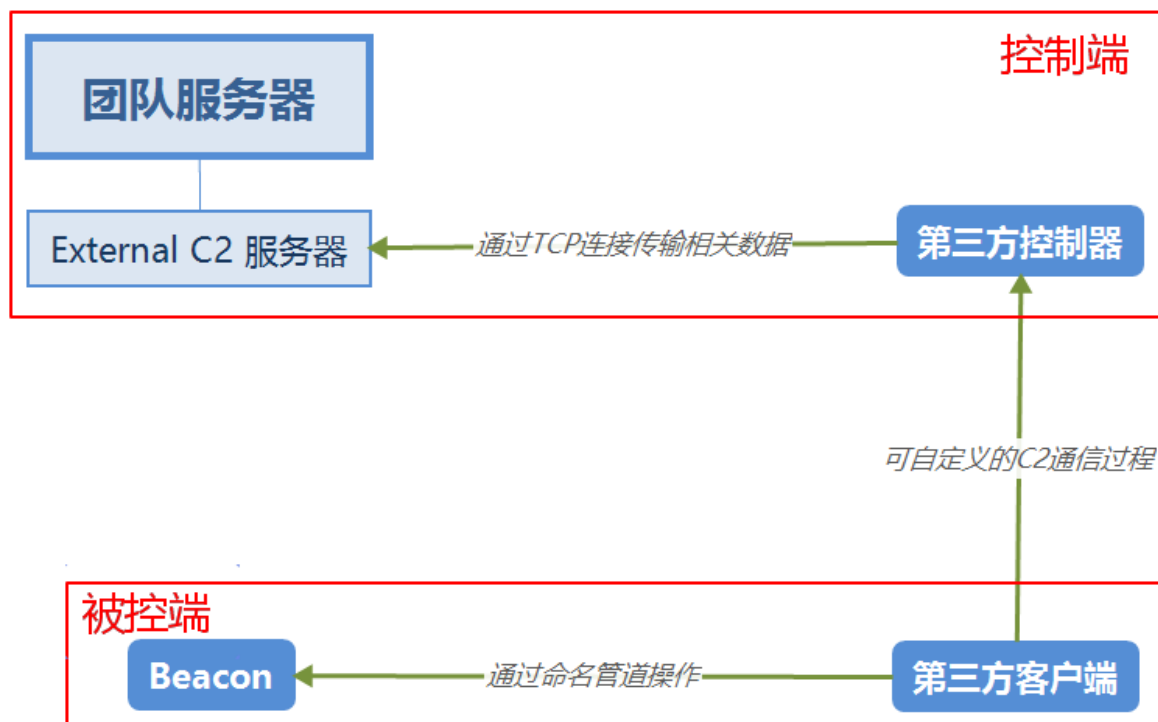 控制端
团队服务器
External C2 服务器
通过TCP连接传输相关数据
第三方控制器
可自定义的C2通信过程
被控端
Beacon
通过命名管道操作
第三方客户端